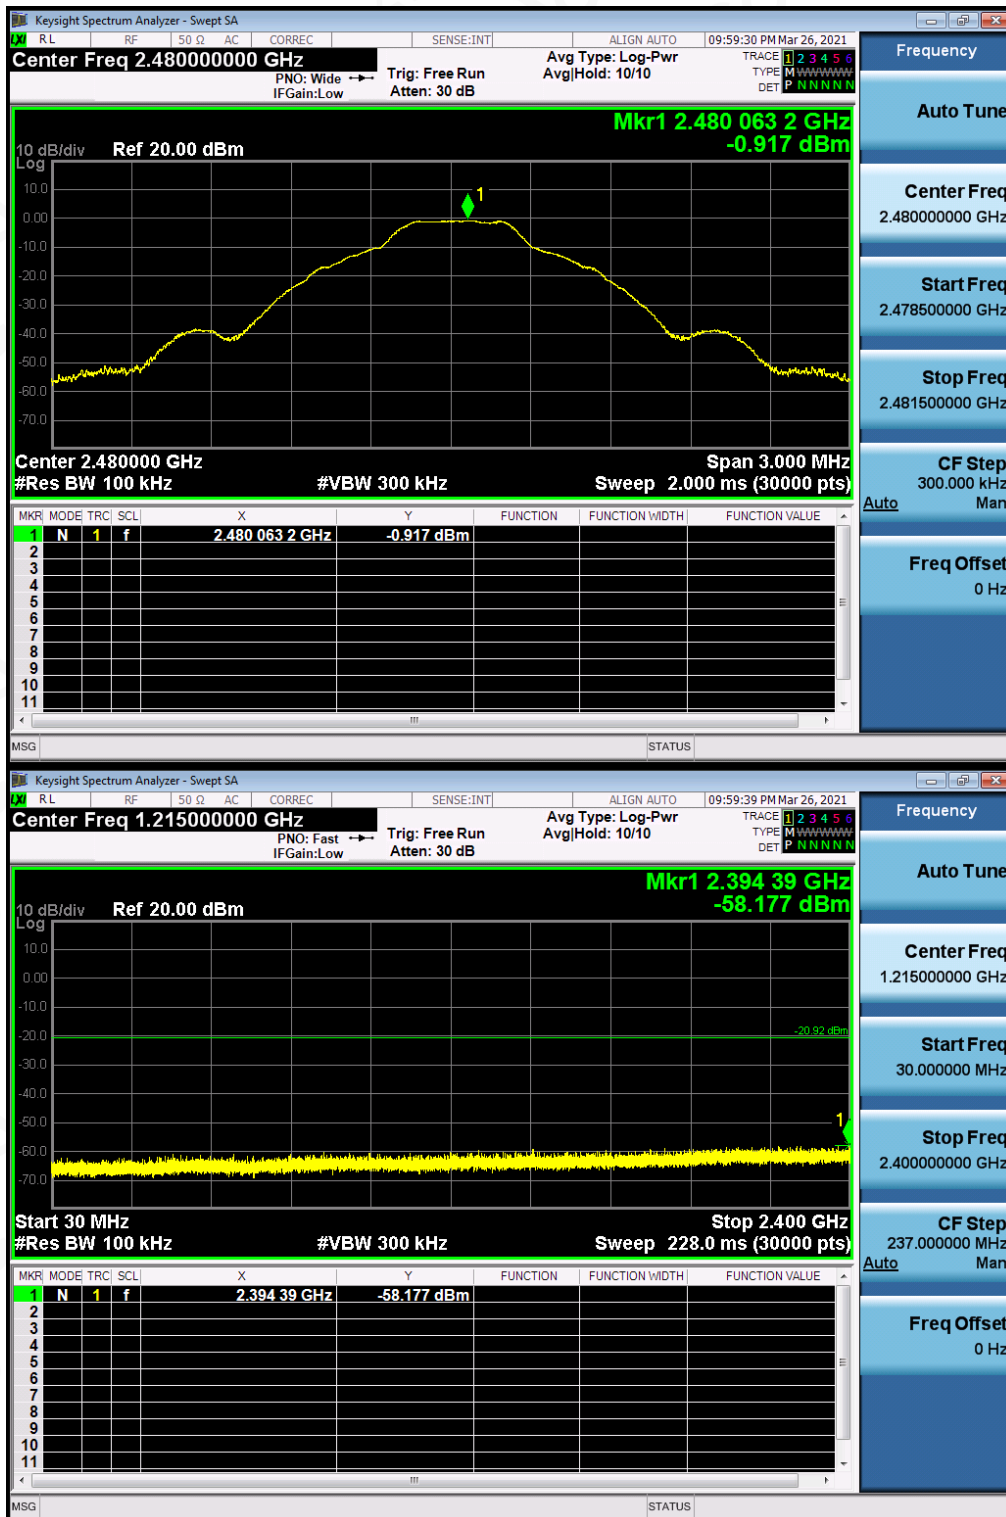 Keysight Spectrum Analyzer - Swept SA
LXI RL RF 50 Ω AC CORREC SENSE:INT ALIGN AUTO 09:59:30 PM Mar 26, 2021
Center Freq 2.480000000 GHz
PNO: Wide
IFGain:Low
Trig: Free Run
Atten: 30 dB
Avg Type: Log-Pwr
Avg|Hold: 10/10
TRACE 1 2 3 4 5 6
TYPE M WWWWW
DET P N N N N N
Mkr1 2.480 063 2 GHz
-0.917 dBm
10 dB/div Ref 20.00 dBm
Log
10.0
0.00
-10.0
-20.0
-30.0
-40.0
-50.0
-60.0
-70.0
1
Center 2.480000 GHz Span 3.000 MHz
#Res BW 100 kHz #VBW 300 kHz Sweep 2.000 ms (30000 pts)
MKR MODE TRC SCL X Y FUNCTION FUNCTION WIDTH FUNCTION VALUE
1 N 1 f 2.480 063 2 GHz -0.917 dBm
2
3
4
5
6
7
8
9
10
11
MSG STATUS
Frequency
Auto Tune
Center Freq
2.480000000 GHz
Start Freq
2.478500000 GHz
Stop Freq
2.481500000 GHz
CF Step
300.000 kHz
Auto Man
Freq Offset
0 Hz
Keysight Spectrum Analyzer - Swept SA
LXI RL RF 50 Ω AC CORREC SENSE:INT ALIGN AUTO 09:59:39 PM Mar 26, 2021
Center Freq 1.215000000 GHz
PNO: Fast
IFGain:Low
Trig: Free Run
Atten: 30 dB
Avg Type: Log-Pwr
Avg|Hold: 10/10
TRACE 1 2 3 4 5 6
TYPE M WWWWW
DET P N N N N N
Mkr1 2.394 39 GHz
-58.177 dBm
10 dB/div Ref 20.00 dBm
Log
10.0
0.00
-10.0
-20.0
-30.0
-40.0
-50.0
-60.0
-70.0
-20.92 dBm
1
Start 30 MHz Stop 2.400 GHz
#Res BW 100 kHz #VBW 300 kHz Sweep 228.0 ms (30000 pts)
MKR MODE TRC SCL X Y FUNCTION FUNCTION WIDTH FUNCTION VALUE
1 N 1 f 2.394 39 GHz -58.177 dBm
2
3
4
5
6
7
8
9
10
11
MSG STATUS
Frequency
Auto Tune
Center Freq
1.215000000 GHz
Start Freq
30.000000 MHz
Stop Freq
2.400000000 GHz
CF Step
237.000000 MHz
Auto Man
Freq Offset
0 Hz